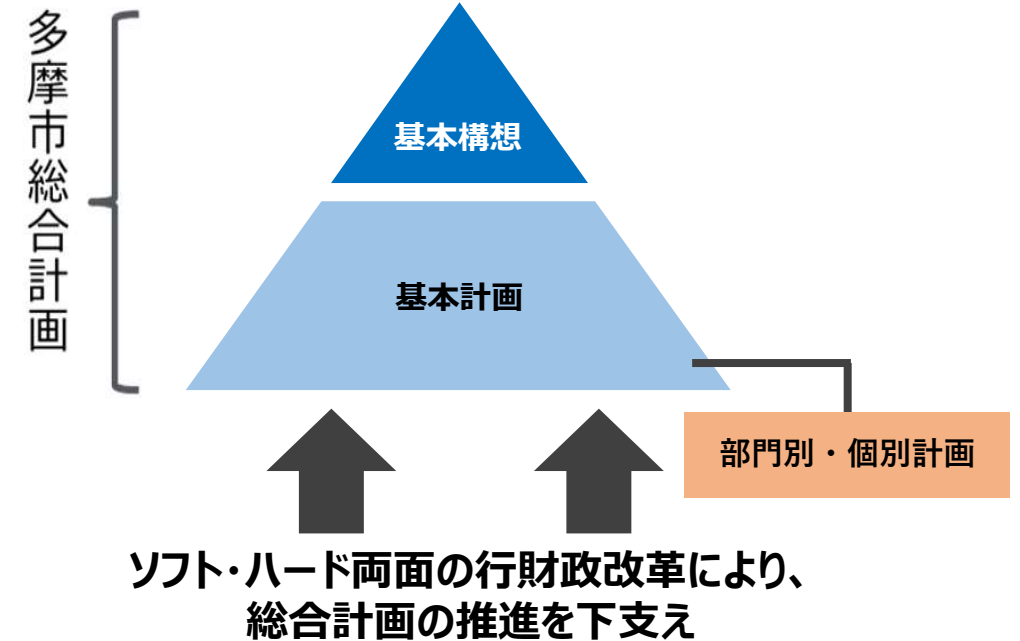 多摩市総合計画
基本構想
基本計画
部門別・個別計画
ソフト・ハード両面の行財政改革により、
総合計画の推進を下支え